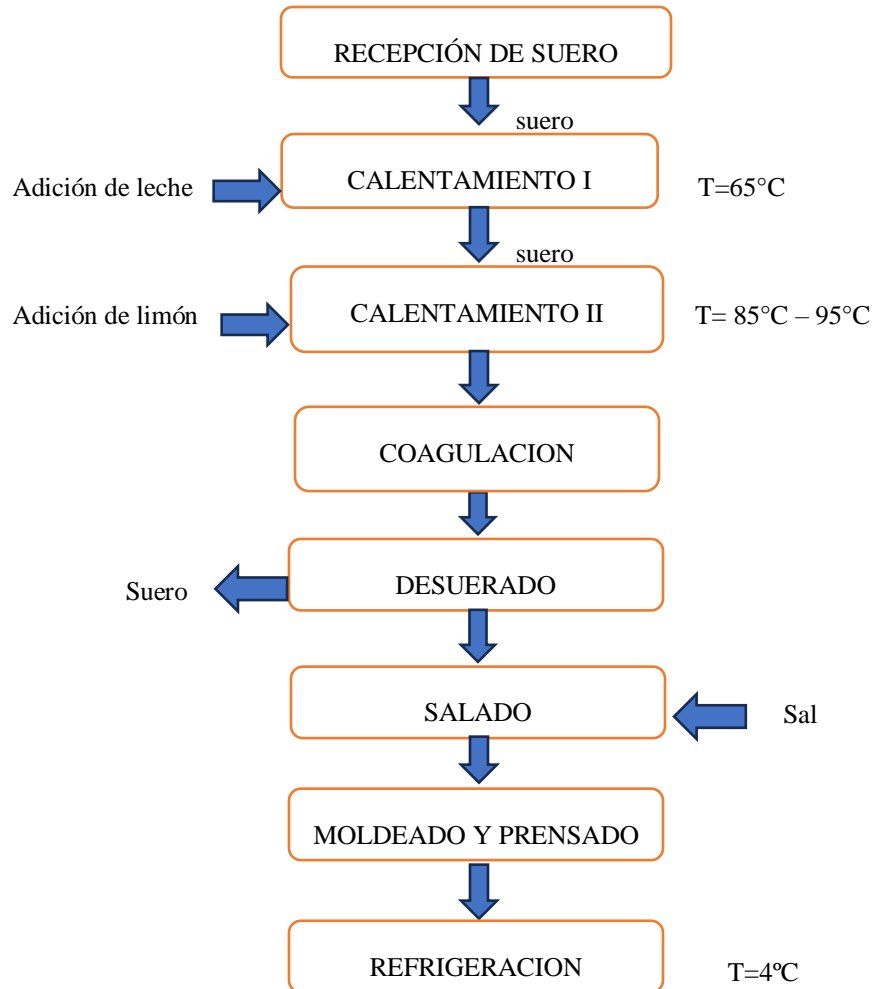 RECEPCIÓN DE SUERO
suero
Adición de leche
CALENTAMIENTO I
T=65°C
suero
Adición de limón
CALENTAMIENTO II
T= 85°C – 95°C
COAGULACION
Suero
DESUERADO
SALADO
Sal
MOLDEADO Y PRENSADO
REFRIGERACION
T=4ºC